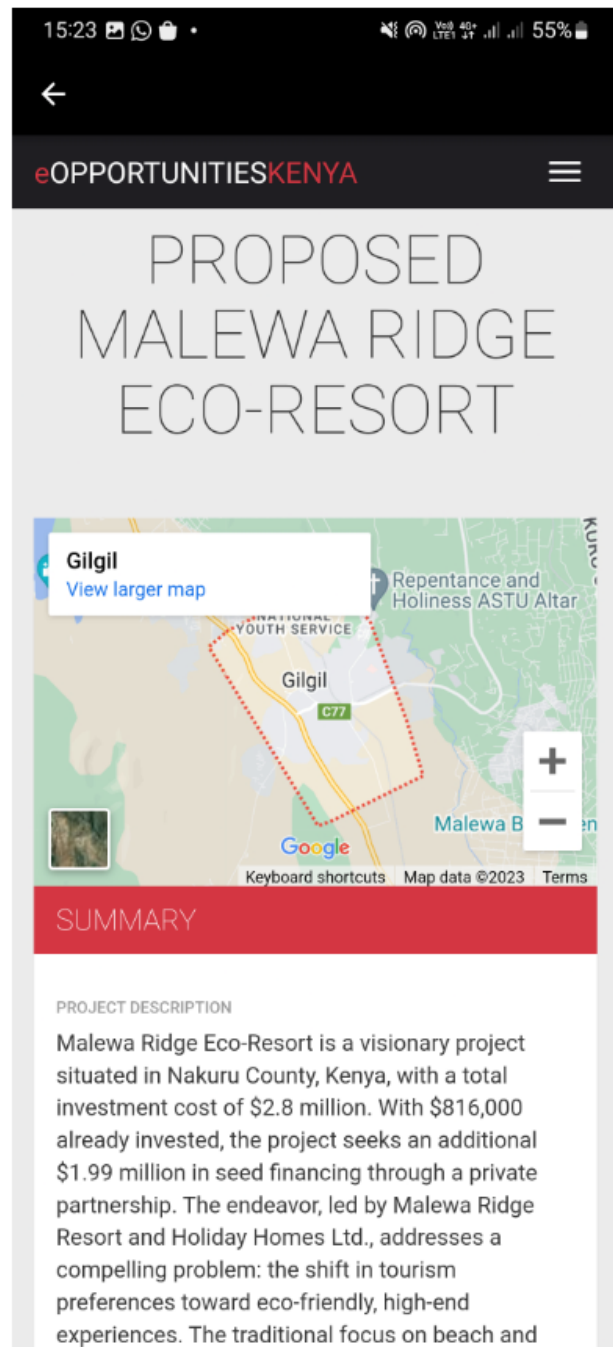 15:23
Vo)) 4G+ 55%
LTE1
eOPPORTUNITIESKENYA
PROPOSED
MALEWA RIDGE
ECO-RESORT
Gilgil
View larger map
Repentance and
Holiness ASTU Altar
NATIONAL
YOUTH SERVICE
Gilgil
C77
+
Malewa B
−
en
Google
Keyboard shortcuts Map data ©2023 Terms
SUMMARY
PROJECT DESCRIPTION
Malewa Ridge Eco-Resort is a visionary project
situated in Nakuru County, Kenya, with a total
investment cost of $2.8 million. With $816,000
already invested, the project seeks an additional
$1.99 million in seed financing through a private
partnership. The endeavor, led by Malewa Ridge
Resort and Holiday Homes Ltd., addresses a
compelling problem: the shift in tourism
preferences toward eco-friendly, high-end
experiences. The traditional focus on beach and